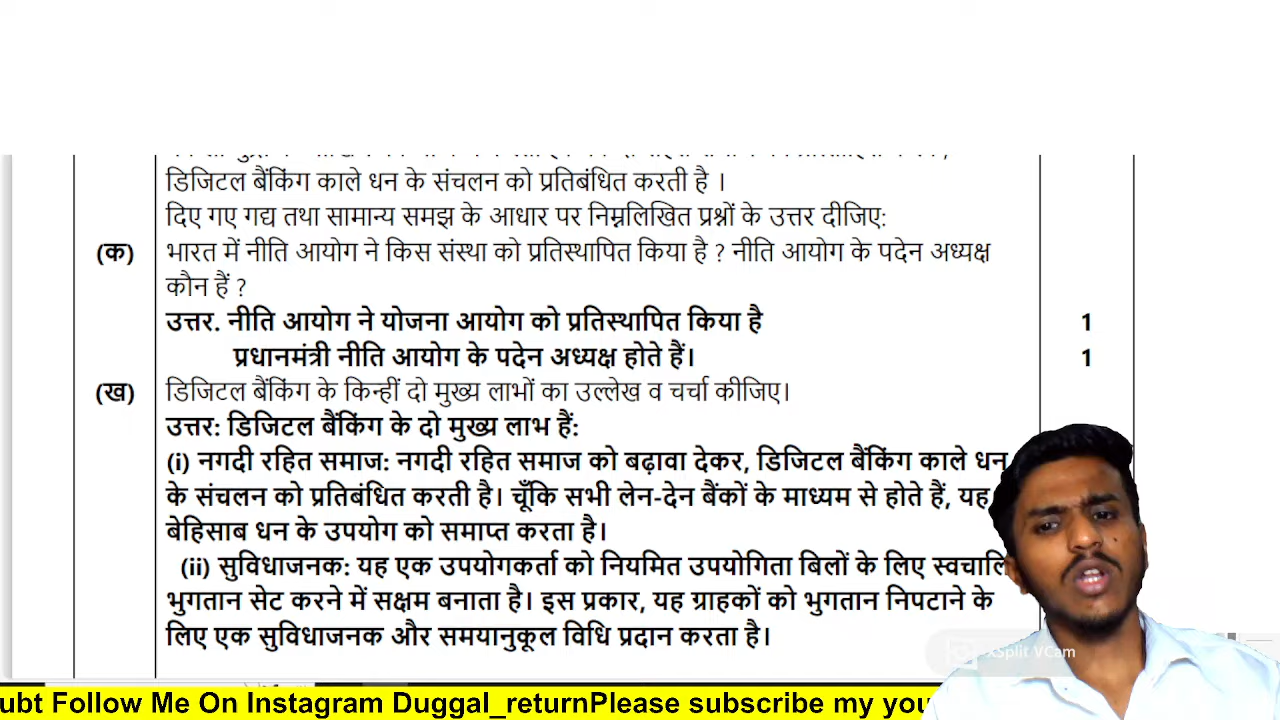 डिजिटल बैंकिंग काले धन के संचलन को प्रतिबंधित करती है ।
दिए गए गद्य तथा सामान्य समझ के आधार पर निम्नलिखित प्रश्नों के उत्तर दीजिए:
(क) भारत में नीति आयोग ने किस संस्था को प्रतिस्थापित किया है ? नीति आयोग के पदेन अध्यक्ष
कौन हैं ?
उत्तर. नीति आयोग ने योजना आयोग को प्रतिस्थापित किया है 1
प्रधानमंत्री नीति आयोग के पदेन अध्यक्ष होते हैं। 1
(ख) डिजिटल बैंकिंग के किन्हीं दो मुख्य लाभों का उल्लेख व चर्चा कीजिए।
उत्तर: डिजिटल बैंकिंग के दो मुख्य लाभ हैं:
(i) नगदी रहित समाज: नगदी रहित समाज को बढ़ावा देकर, डिजिटल बैंकिंग काले धन
के संचलन को प्रतिबंधित करती है। चूँकि सभी लेन-देन बैंकों के माध्यम से होते हैं, यह
बेहिसाब धन के उपयोग को समाप्त करता है।
(ii) सुविधाजनक: यह एक उपयोगकर्ता को नियमित उपयोगिता बिलों के लिए
भुगतान सेट करने में सक्षम बनाता है। इस प्रकार, यह ग्राहकों को भुगतान निपटाने के
लिए एक सुविधाजनक और समयानुकूल विधि प्रदान करता है।
XSplit VCam
ubt Follow Me On Instagram Duggal_returnPlease subscribe my you